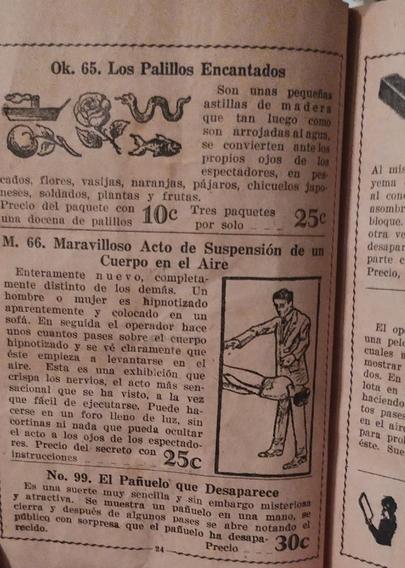 Ok. 65. Los Palillos Encantados
Son unas pequeñas
astillas de madera
que tan luego como
son arrojadas al agua,
se convierten ante los
propios ojos de los
espectadores, en pes-
cados, flores, vasijas, naranjas, pájaros, chicuelos japo-
neses, soldados, plantas y frutas.
Precio del paquete con
una docena de palillos 10c
Tres paquetes
por solo 25c
M. 66. Maravilloso Acto de Suspensión de un
Cuerpo en el Aire
Enteramente nuevo, completa-
mente distinto de los demás. Un
hombre o mujer es hipnotizado
aparentemente y colocado en un
sofá. En seguida el operador hace
unos cuantos pases sobre el cuerpo
hipnotizado y se vé claramente que
éste empieza a levantarse en el
aire. Esta es una exhibición que
crispn los nervios, el acto más sen-
sacional que se ha visto, a la vez
que fácil de ejecutarse. Puede ha-
cerse en un foro lleno de luz, sin
cortinas ni nada que pueda ocultar
el acto a los ojos de los espectado-
res. Precio del secreto con
instrucciones 25c
No. 99. El Pañuelo que Desaparece
Es una suerte muy sencilla y sin embargo misteriosa
y atractiva. Se muestra un pañuelo en una mano, se
cierra y después de algunos pases se abre notando el
público con sorpresa que el pañuelo ha desapa-
recido. Precio 30c
24
Al mis
yema
al con
asombr
bloque.
otra ve
desapar
parte c
Precio,
El op
una pel
cuales a
mostrar
dos. En
lota en
haciendo
tos pases
en el aire
para prob
éste. Sue